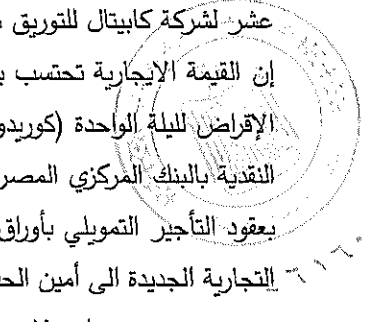 عشر لشركة كابيتال للتوريق
إن القيمة الايجارية تحتسب
الإقراض لليلة الواحدة (كوريدو
النقدية بالبنك المركزي المصر
بعقود التأجير التمويلي بأوراق
التجارية الجديدة الى أمين الح